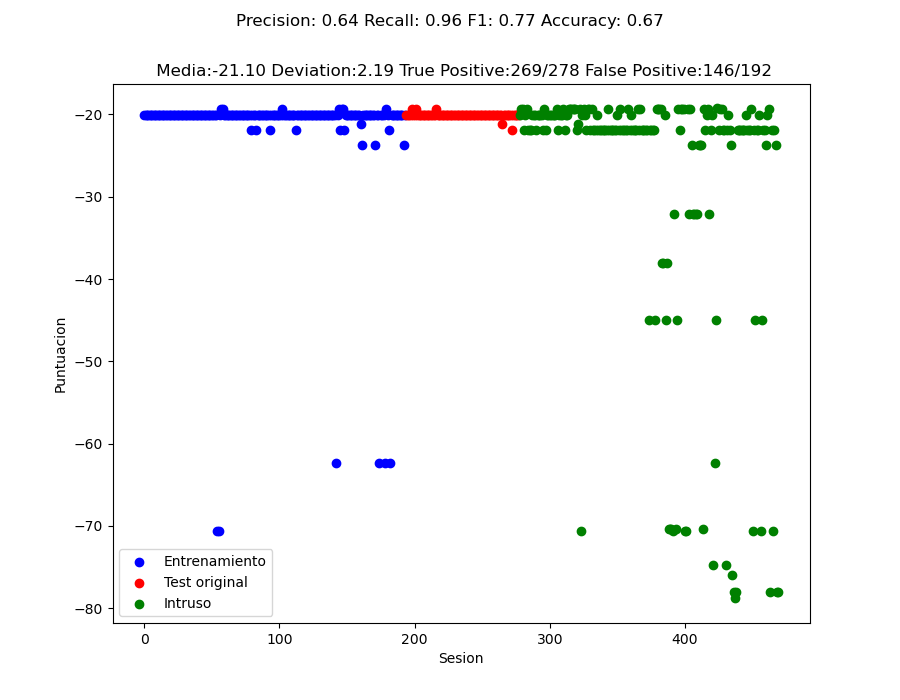 Precision: 0.64 Recall: 0.96 F1: 0.77 Accuracy: 0.67
Media:-21.10 Deviation:2.19 True Positive:269/278 False Positive:146/192
Puntuacion
−20
−30
−40
−50
−60
−70
−80
Entrenamiento
Test original
Intruso
0
100
200
300
400
Sesion